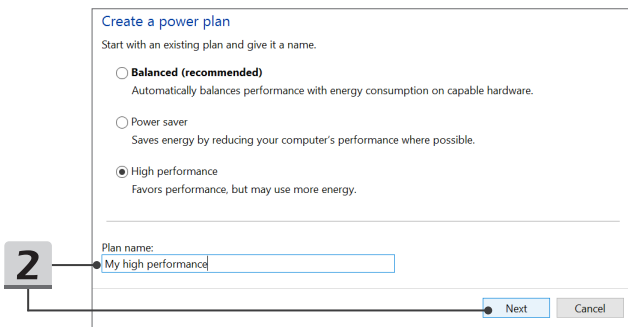 Create a power plan
Start with an existing plan and give it a name.
Balanced (recommended)
Automatically balances performance with energy consumption on capable hardware.
Power saver
Saves energy by reducing your computer's performance where possible.
High performance
Favors performance, but may use more energy.
Plan name:
2
My high performance
Next
Cancel